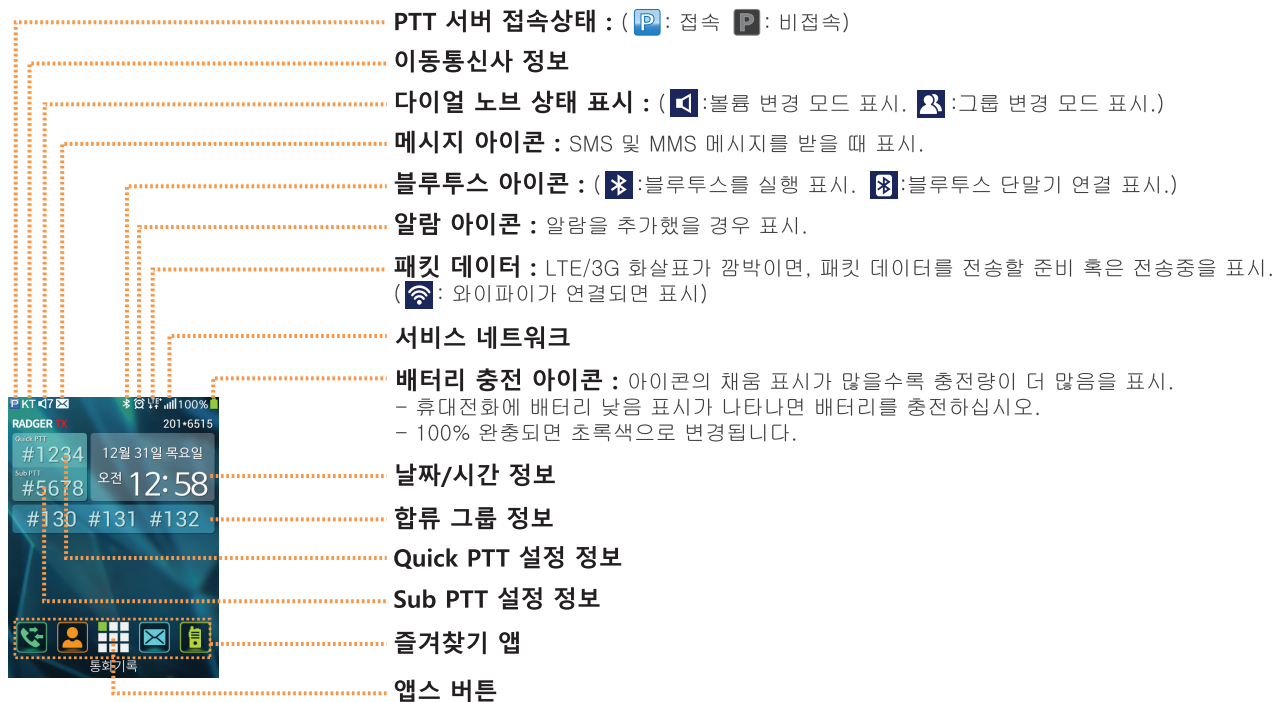 PTT 서버 접속상태 : ( P : 접속 P : 비접속)
이동통신사 정보
다이얼 노브 상태 표시 : ( :볼륨 변경 모드 표시. :그룹 변경 모드 표시.)
메시지 아이콘 : SMS 및 MMS 메시지를 받을 때 표시.
블루투스 아이콘 : ( :블루투스를 실행 표시. :블루투스 단말기 연결 표시.)
알람 아이콘 : 알람을 추가했을 경우 표시.
패킷 데이터 : LTE/3G 화살표가 깜박이면, 패킷 데이터를 전송할 준비 혹은 전송중을 표시.
( : 와이파이가 연결되면 표시)
서비스 네트워크
배터리 충전 아이콘 : 아이콘의 채움 표시가 많을수록 충전량이 더 많음을 표시.
- 휴대전화에 배터리 낮음 표시가 나타나면 배터리를 충전하십시오.
- 100% 완충되면 초록색으로 변경됩니다.
날짜/시간 정보
합류 그룹 정보
Quick PTT 설정 정보
Sub PTT 설정 정보
즐겨찾기 앱
앱스 버튼
P KT 7 LTE 100%
RADGER TX 201*6515
Quick PTT
#1234
Sub PTT
#5678
12월 31일 목요일
오전 12:58
#130 #131 #132
통화기록